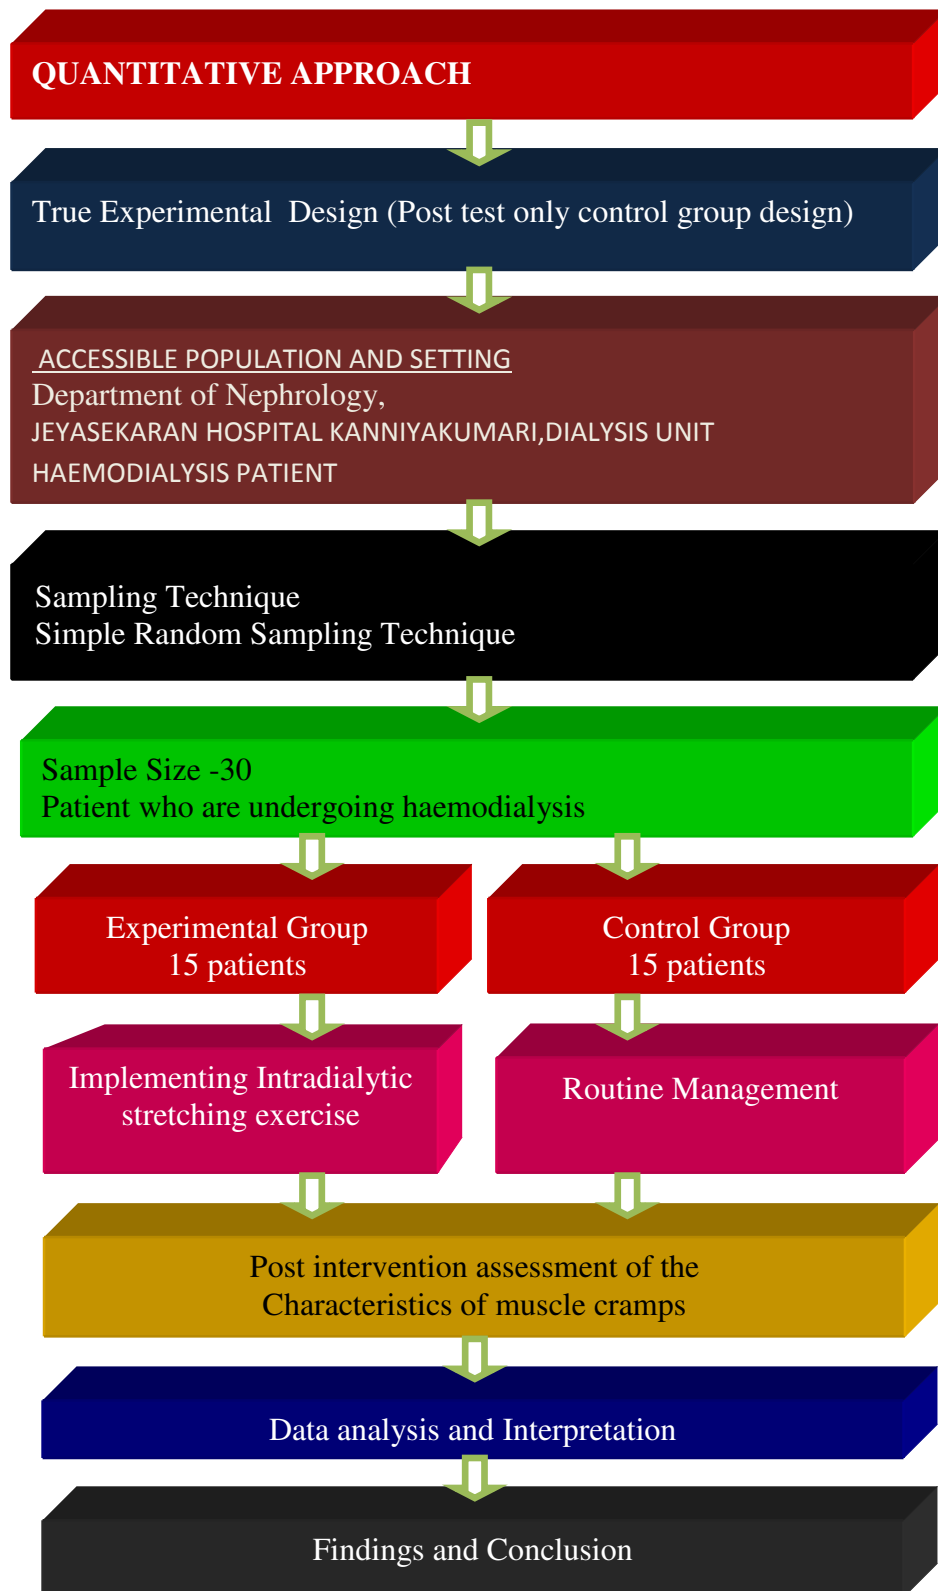 QUANTITATIVE APPROACH
True Experimental Design (Post test only control group design)
ACCESSIBLE POPULATION AND SETTING
Department of Nephrology,
JEYASEKARAN HOSPITAL KANNIYAKUMARI,DIALYSIS UNIT
HAEMODIALYSIS PATIENT
Sampling Technique
Simple Random Sampling Technique
Sample Size -30
Patient who are undergoing haemodialysis
Experimental Group
15 patients
Control Group
15 patients
Implementing Intradialytic
stretching exercise
Routine Management
Post intervention assessment of the
Characteristics of muscle cramps
Data analysis and Interpretation
Findings and Conclusion